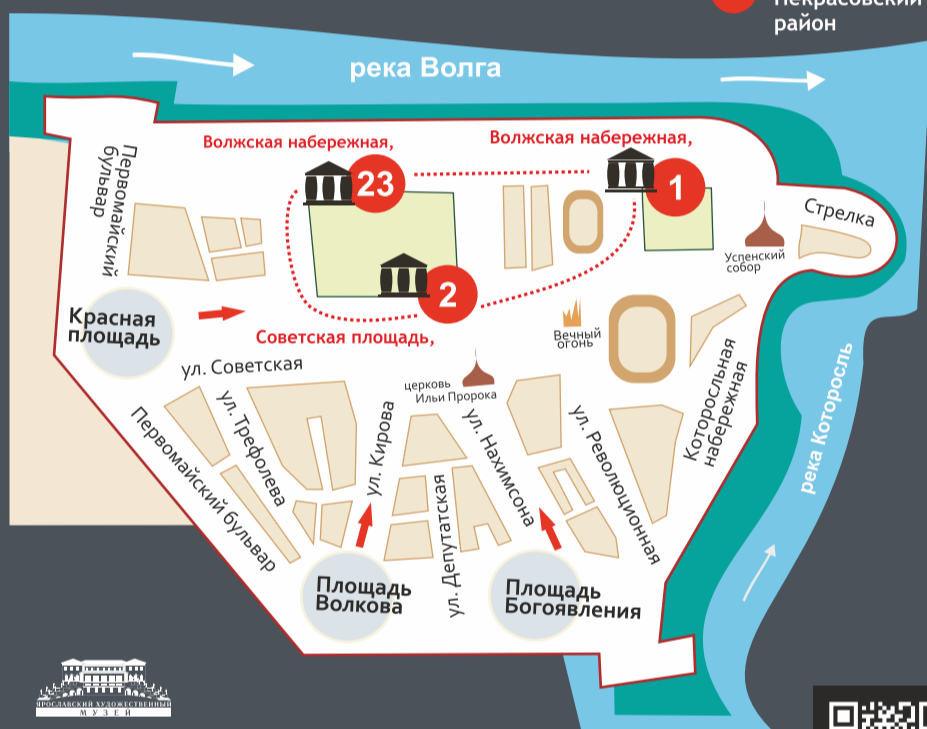 Некрасовский
район
река Волга
Волжская набережная,
23
Волжская набережная,
1
Первомайский
бульвар
Стрелка
Успенский
собор
2
Красная
площадь
Советская площадь,
Вечный
огонь
ул. Советская
церковь
Ильи Пророка
Которосльная
набережная
река Которосль
Первомайский бульвар
ул. Трефолева
ул. Кирова
ул. Депутатская
ул. Нахимсона
ул. Революционная
Площадь
Волкова
Площадь
Богоявления
ЯРОСЛАВСКИЙ ХУДОЖЕСТВЕННЫЙ
МУЗЕЙ